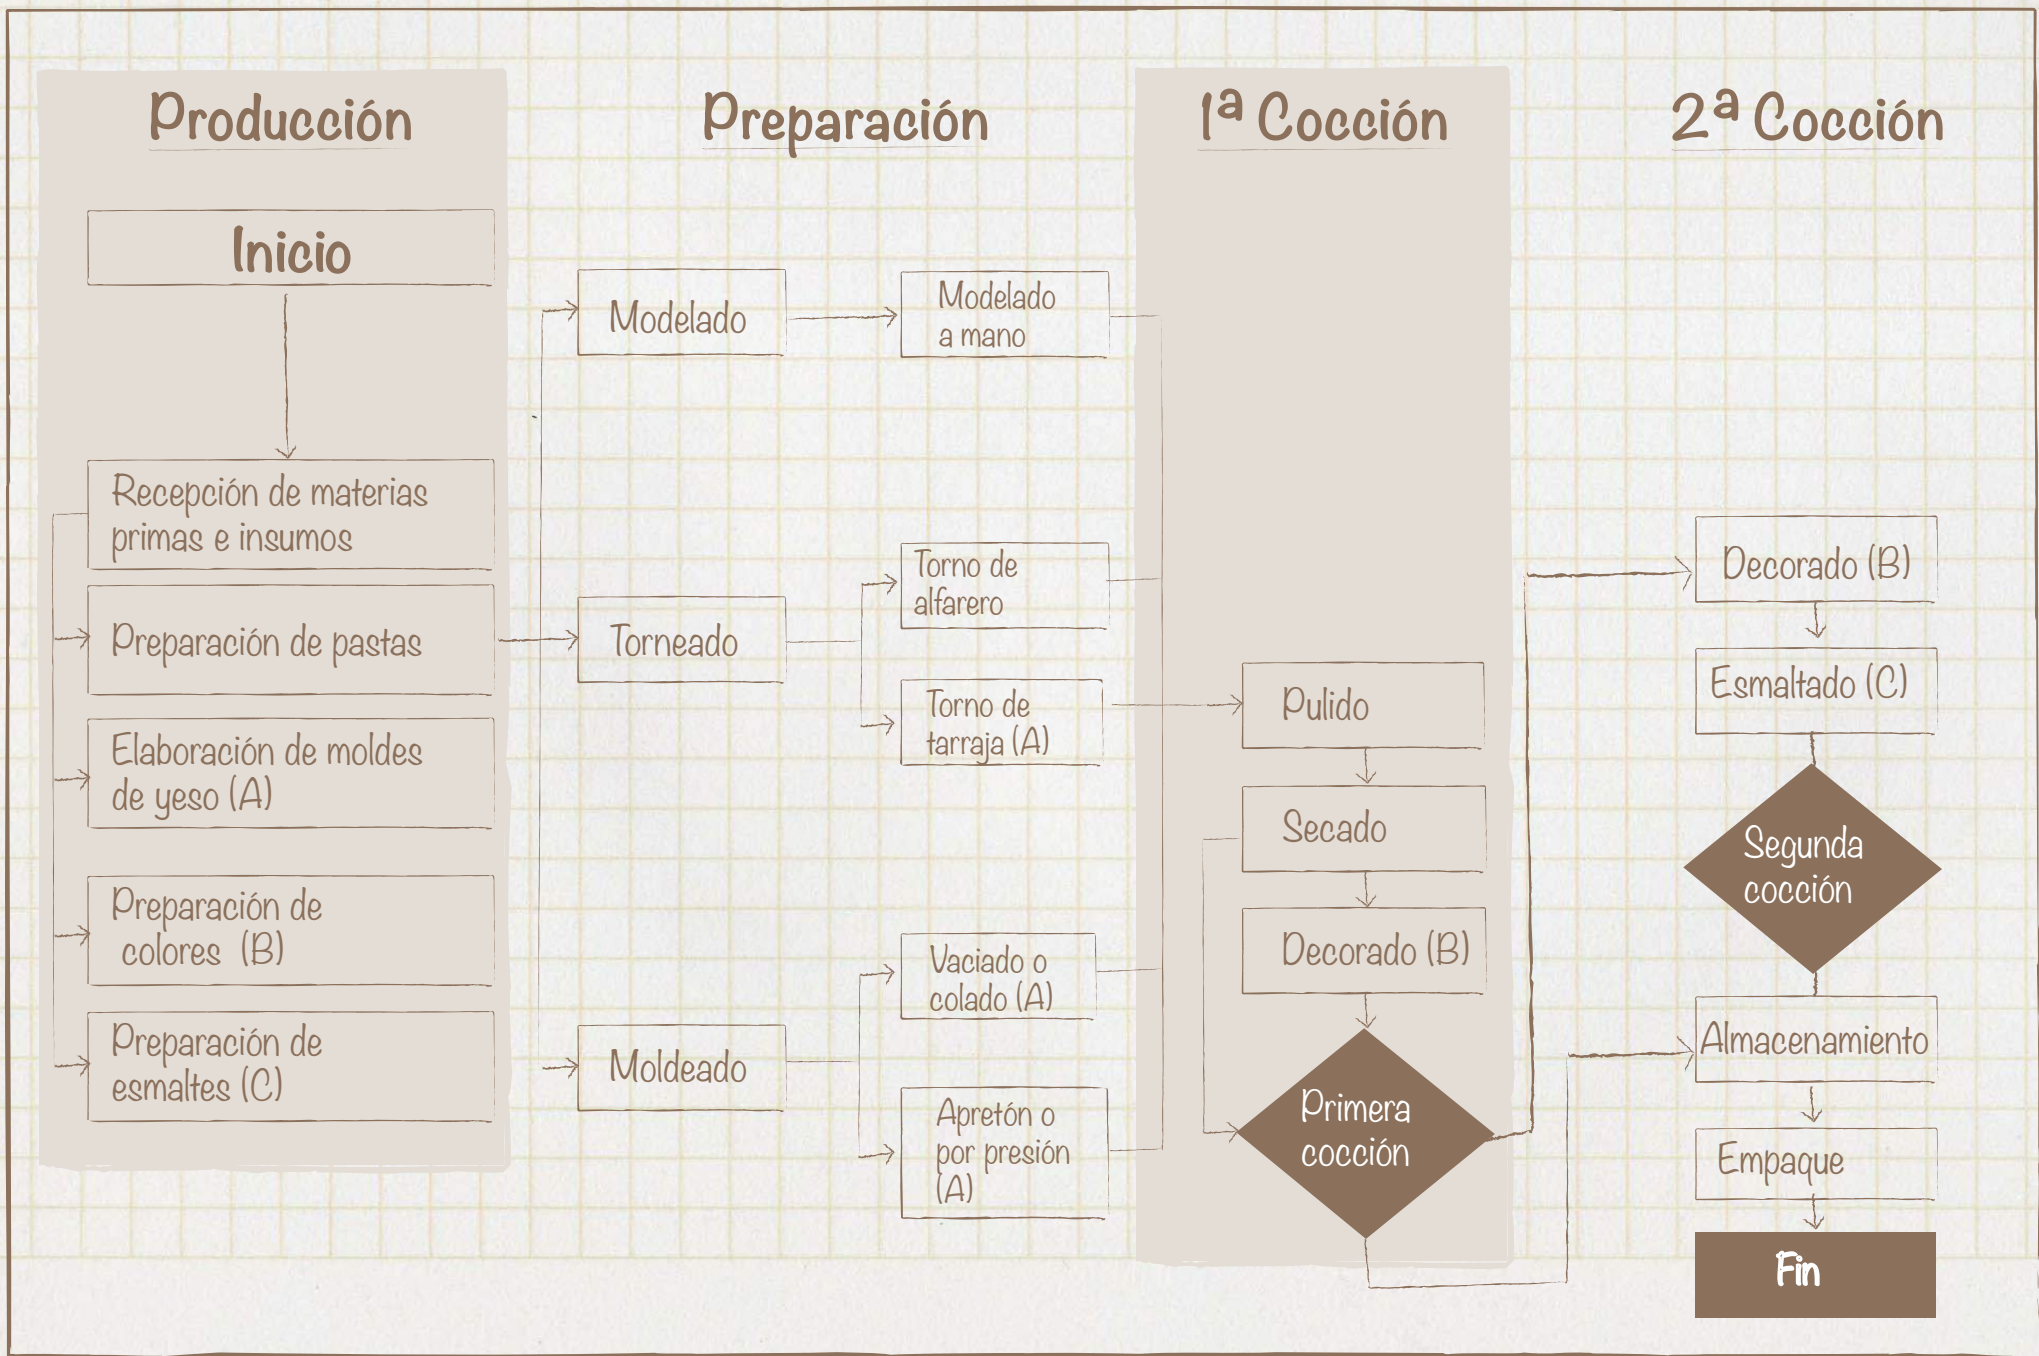 Producción
Inicio
Recepción de materias
primas e insumos
Preparación de pastas
Elaboración de moldes
de yeso (A)
Preparación de
colores (B)
Preparación de
esmaltes (C)
Preparación
Modelado
Modelado
a mano
Torneado
Torno de
alfarero
Torno de
tarraja (A)
Moldeado
Vaciado o
colado (A)
Apretón o
por presión
(A)
1ª Cocción
Pulido
Secado
Decorado (B)
Primera
cocción
2ª Cocción
Decorado (B)
Esmaltado (C)
Segunda
cocción
Almacenamiento
Empaque
Fin